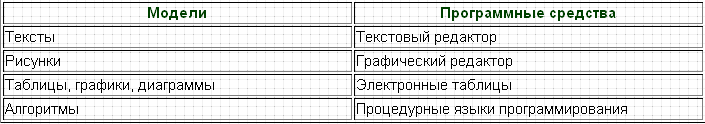 Модели Программные средства
Тексты Текстовый редактор
Рисунки Графический редактор
Таблицы, графики, диаграммы Электронные таблицы
Алгоритмы Процедурные языки программирования